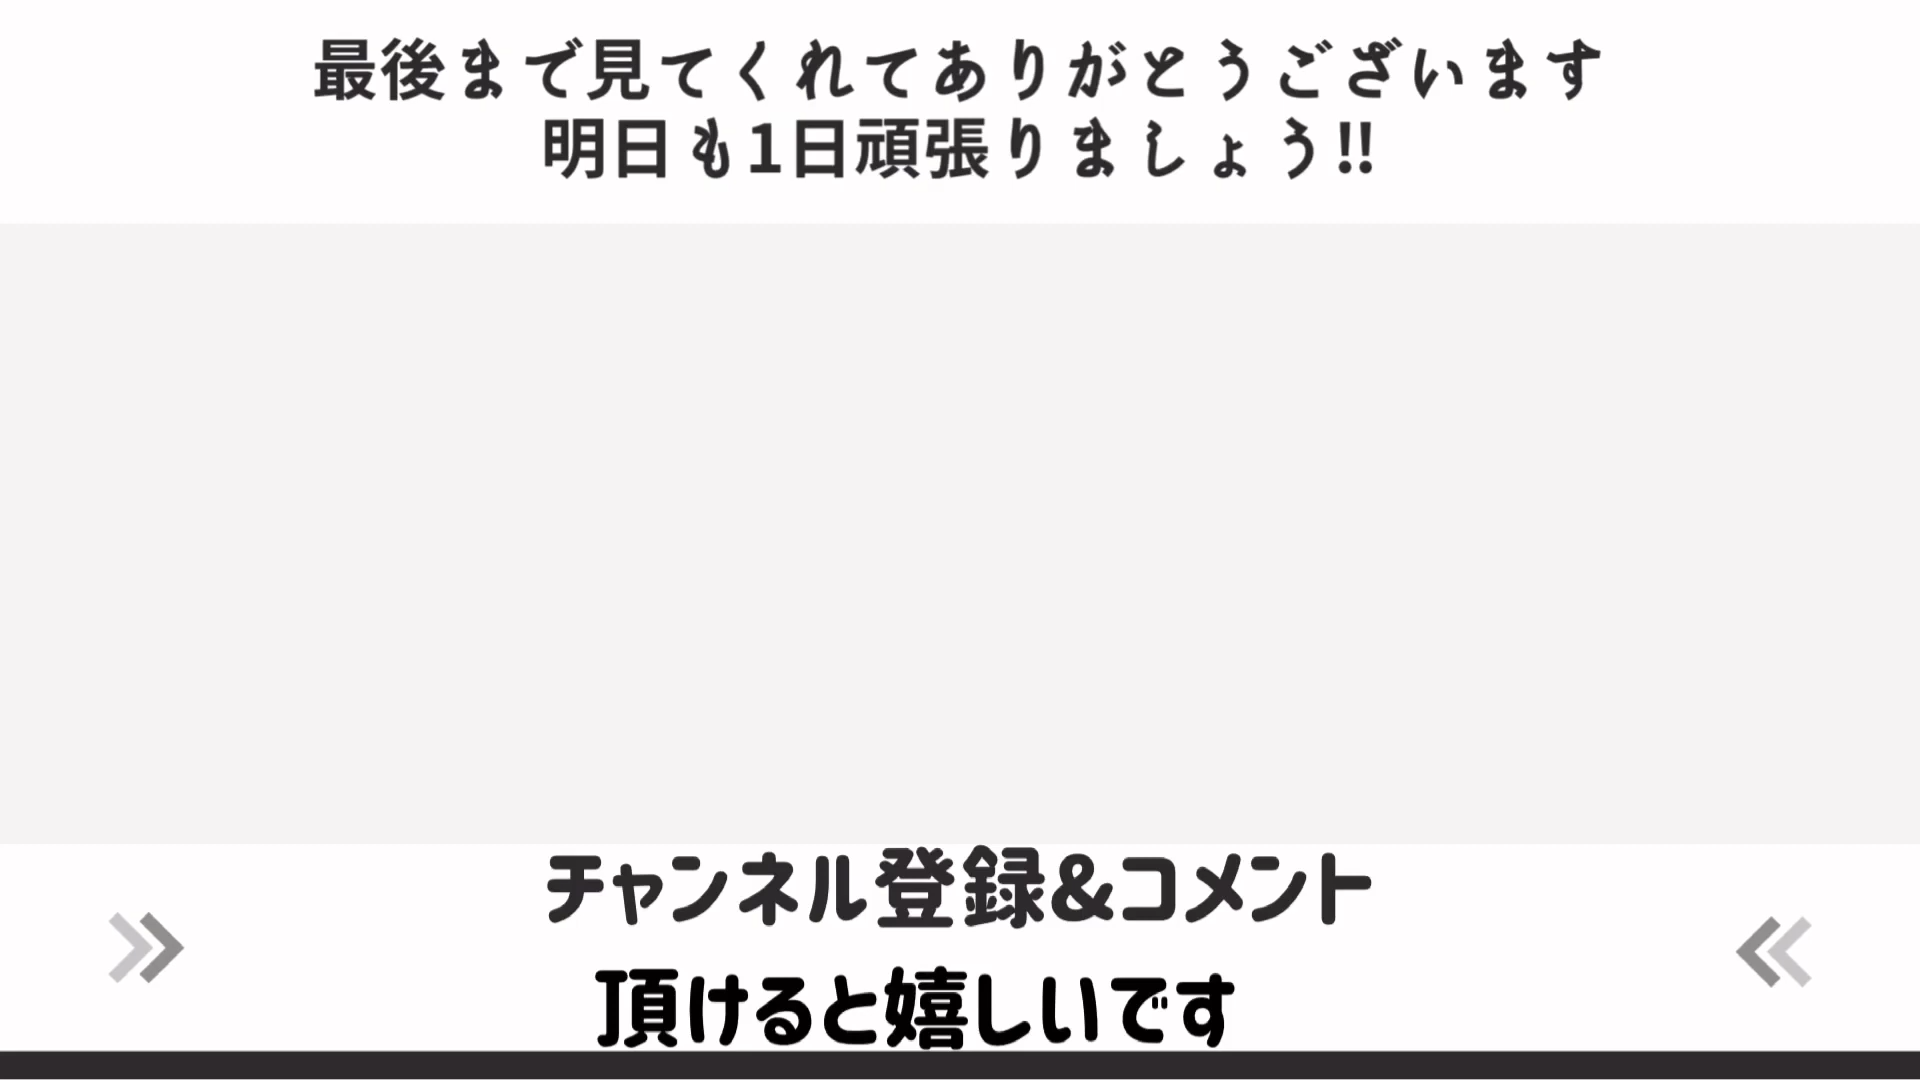 最後まで見てくれてありがとうございます
明日も1日頑張りましょう!!
チャンネル登録&コメント
頂けると嬉しいです